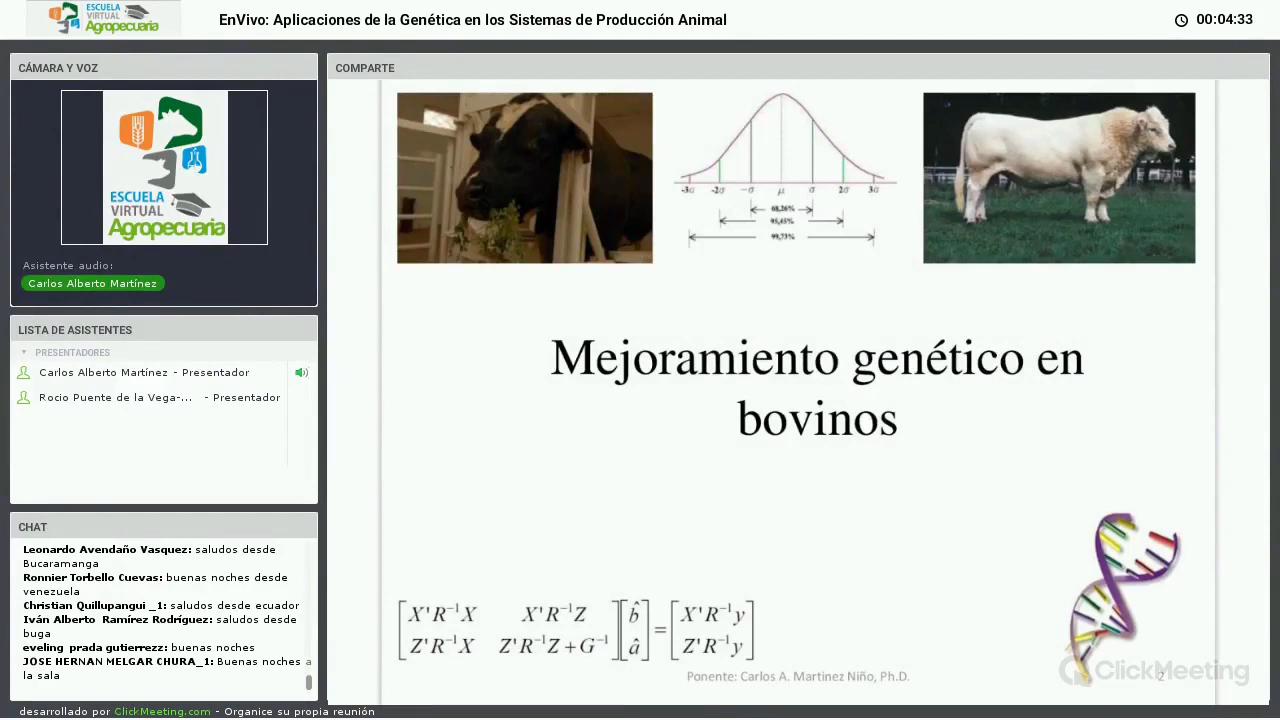 ESCUELA
VIRTUAL
Agropecuaria
EnVivo: Aplicaciones de la Genética en los Sistemas de Producción Animal
00:04:33
CÁMARA Y VOZ
ESCUELA
VIRTUAL
Agropecuaria
Asistente audio:
Carlos Alberto Martínez
LISTA DE ASISTENTES
PRESENTADORES
Carlos Alberto Martínez - Presentador
Rocio Puente de la Vega-... - Presentador
CHAT
Leonardo Avendaño Vasquez: saludos desde
Bucaramanga
Ronnier Torbello Cuevas: buenas noches desde
venezuela
Christian Quillupangui _1: saludos desde ecuador
Iván Alberto Ramírez Rodríguez: saludos desde
buga
eveling prada gutierrezz: buenas noches
JOSE HERNAN MELGAR CHURA_1: Buenas noches a
la sala
desarrollado por ClickMeeting.com - Organice su propia reunión
COMPARTE
-3σ -2σ -σ μ σ 2σ 3σ
68,26%
95,45%
99,73%
Mejoramiento genético en
bovinos
[X'R⁻¹X X'R⁻¹Z] [b̂] = [X'R⁻¹y]
[Z'R⁻¹X Z'R⁻¹Z+G⁻¹] [â] [Z'R⁻¹y]
Ponente: Carlos A. Martinez Niño, Ph.D.
2
ClickMeeting